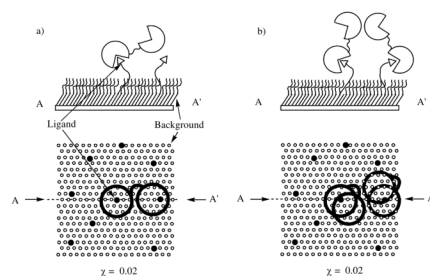 a)
A
A'
Ligand
Background
A
A'
χ = 0.02
b)
A
A'
A
A
χ = 0.02